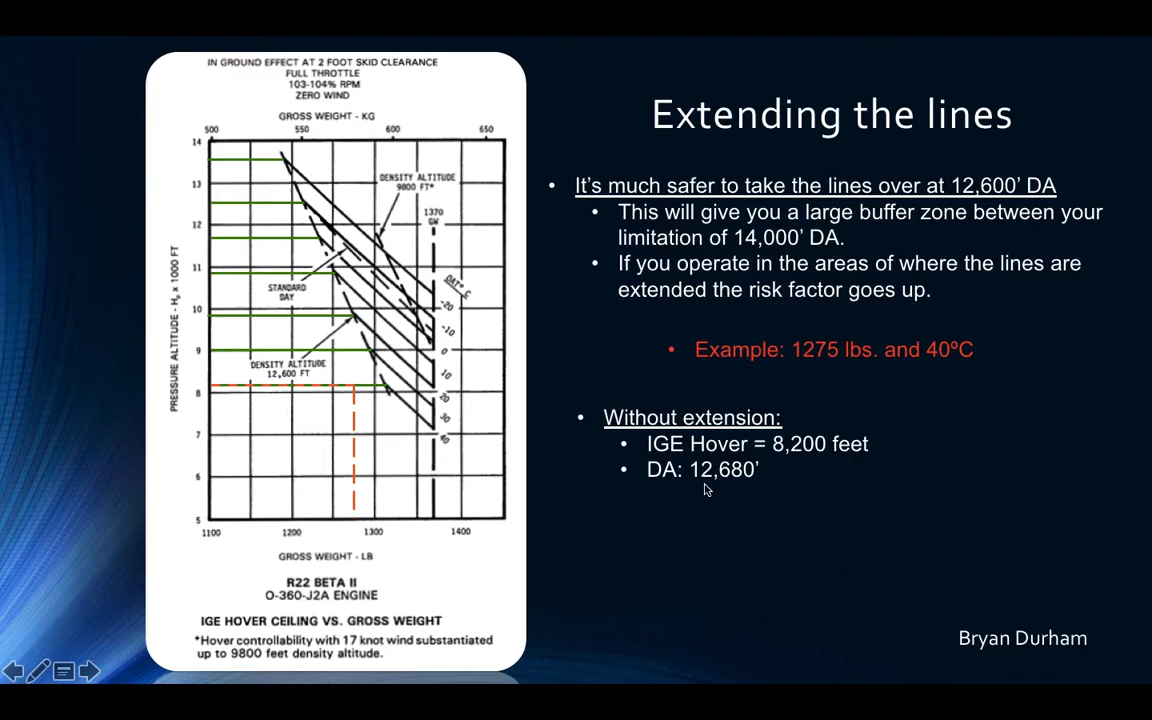 IN GROUND EFFECT AT 2 FOOT SKID CLEARANCE
FULL THROTTLE
103-104% RPM
ZERO WIND
GROSS WEIGHT - KG
500 550 600 650
14
13
12
11
10
9
8
7
6
5
PRESSURE ALTITUDE - Hp x 1000 FT
DENSITY ALTITUDE
9800 FT*
1370
GW
STANDARD
DAY
DENSITY ALTITUDE
12,600 FT
OAT °C
-20
-10
0
10
20
30
40
1100 1200 1300 1400
GROSS WEIGHT - LB
R22 BETA II
O-360-J2A ENGINE
IGE HOVER CEILING VS. GROSS WEIGHT
*Hover controllability with 17 knot wind substantiated
up to 9800 feet density altitude.
Extending the lines
• It's much safer to take the lines over at 12,600' DA
• This will give you a large buffer zone between your
limitation of 14,000' DA.
• If you operate in the areas of where the lines are
extended the risk factor goes up.
• Example: 1275 lbs. and 40ºC
• Without extension:
• IGE Hover = 8,200 feet
• DA: 12,680'
Bryan Durham